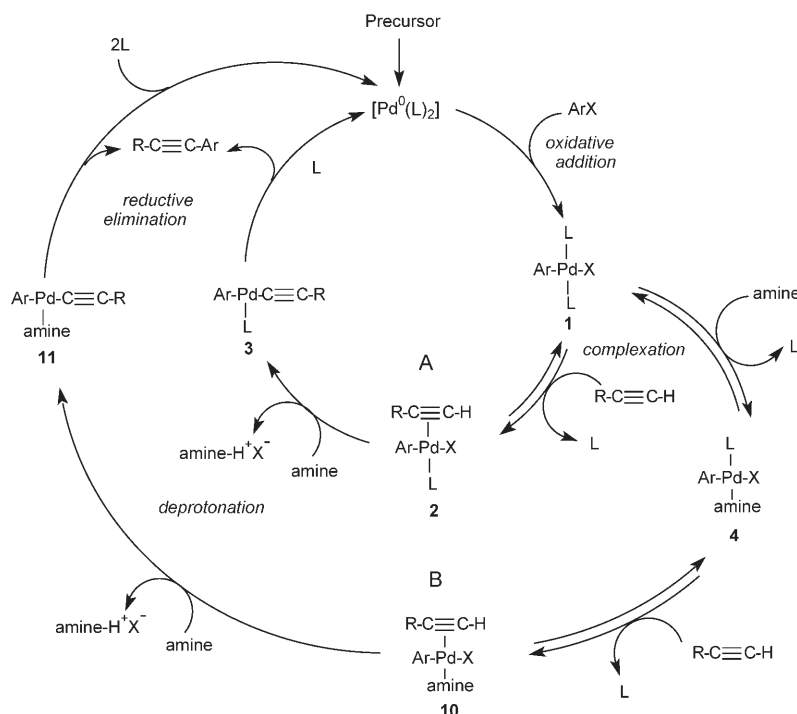 Precursor
2L
[Pd⁰(L)₂]
ArX
R-C≡C-Ar
L
oxidative
addition
reductive
elimination
L
Ar-Pd-X
L
1
Ar-Pd-C≡C-R
amine
11
Ar-Pd-C≡C-R
L
3
amine
L
complexation
A
R-C≡C-H
Ar-Pd-X
L
2
R-C≡C-H
L
amine-H⁺X⁻
amine
L
Ar-Pd-X
amine
4
deprotonation
B
amine-H⁺X⁻
amine
R-C≡C-H
Ar-Pd-X
amine
10
R-C≡C-H
L